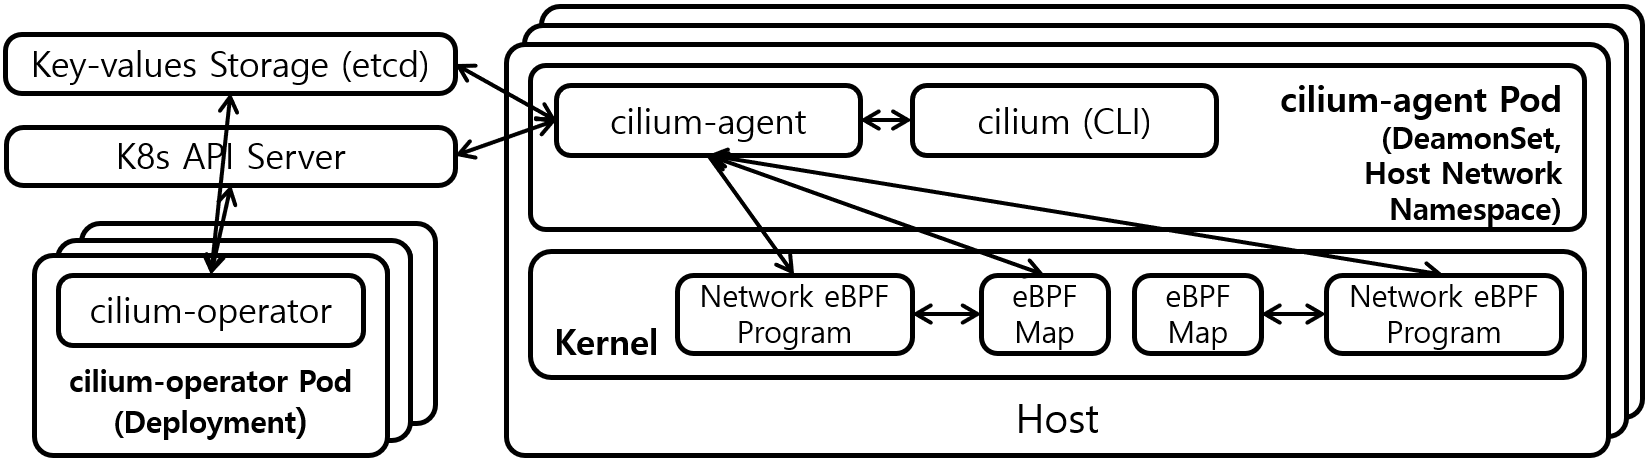 Key-values Storage (etcd)
K8s API Server
cilium-operator
cilium-operator Pod
(Deployment)
cilium-agent
cilium (CLI)
cilium-agent Pod
(DeamonSet,
Host Network
Namespace)
Kernel
Network eBPF
Program
eBPF
Map
eBPF
Map
Network eBPF
Program
Host